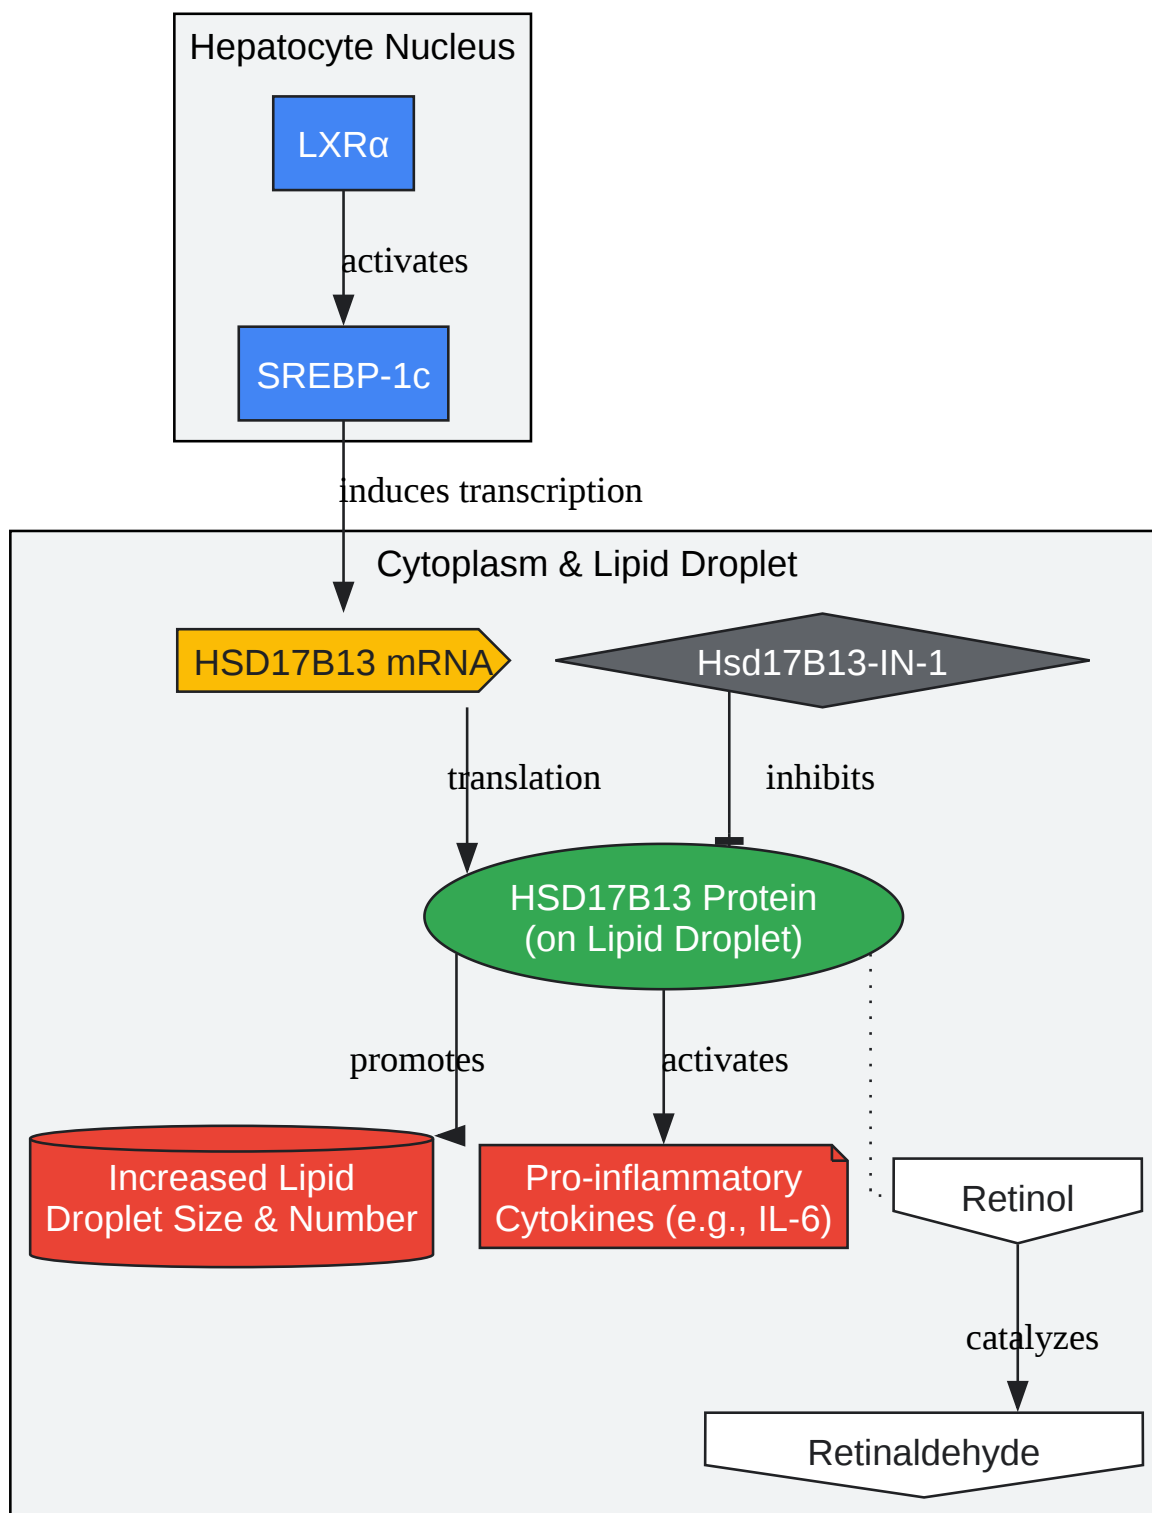 Hepatocyte Nucleus
LXRα
activates
SREBP-1c
induces transcription
Cytoplasm & Lipid Droplet
HSD17B13 mRNA
Hsd17B13-IN-1
translation
inhibits
HSD17B13 Protein
(on Lipid Droplet)
promotes
activates
Increased Lipid
Droplet Size & Number
Pro-inflammatory
Cytokines (e.g., IL-6)
Retinol
catalyzes
Retinaldehyde